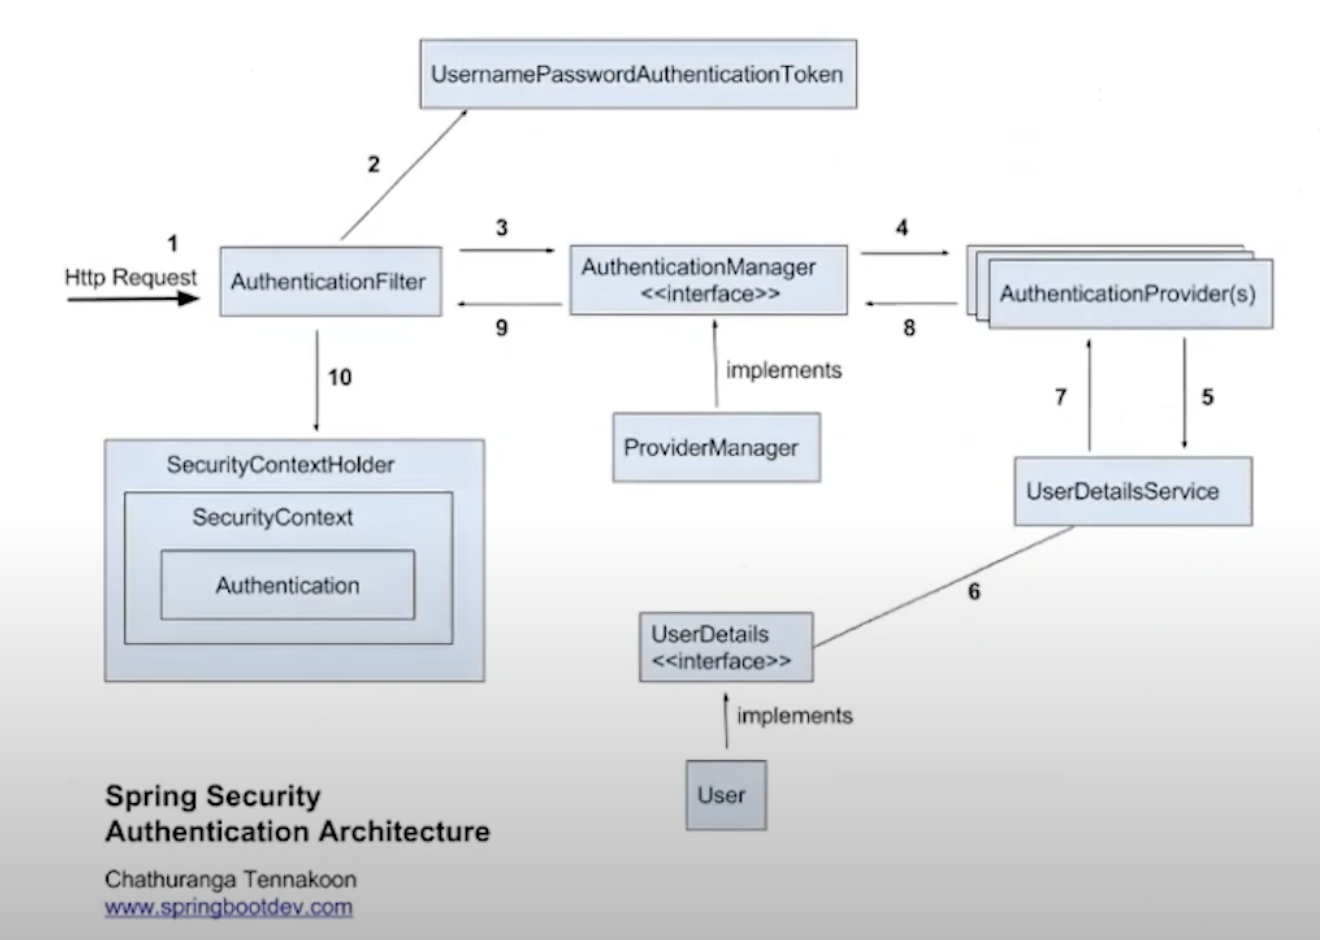 UsernamePasswordAuthenticationToken
2
1
3
4
Http Request
AuthenticationFilter
AuthenticationManager
<<interface>>
AuthenticationProvider(s)
9
8
10
implements
7
5
ProviderManager
SecurityContextHolder
UserDetailsService
SecurityContext
Authentication
6
UserDetails
<<interface>>
implements
User
Spring Security
Authentication Architecture
Chathuranga Tennakoon
www.springbootdev.com